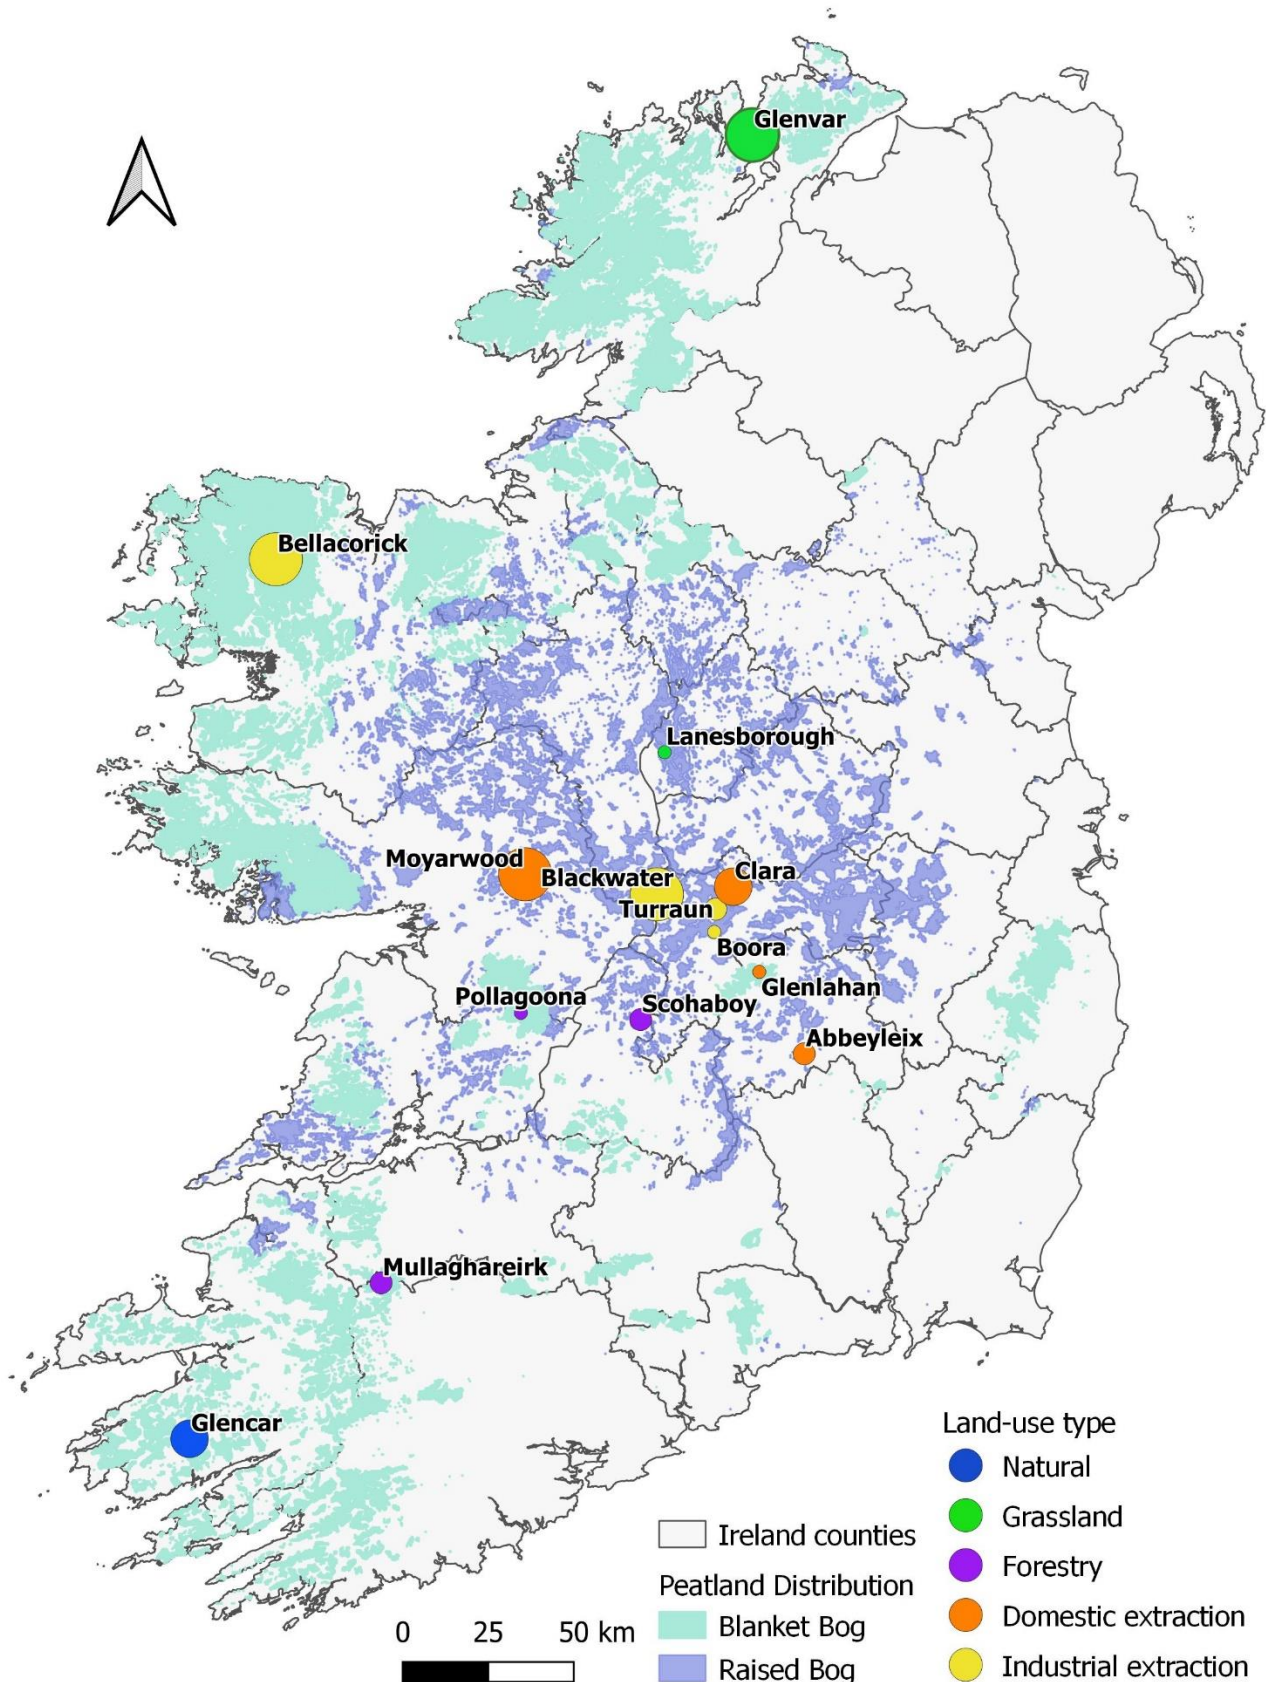 Glenvar
Bellacorick
Lanesborough
Moyarwood
Blackwater
Clara
Turraun
Boora
Glenlahan
Pollagoona
Scohaboy
Abbeyleix
Mullaghareirk
Glencar
Land-use type
Natural
Grassland
Forestry
Domestic extraction
Industrial extraction
Ireland counties
Peatland Distribution
Blanket Bog
Raised Bog
0 25 50 km